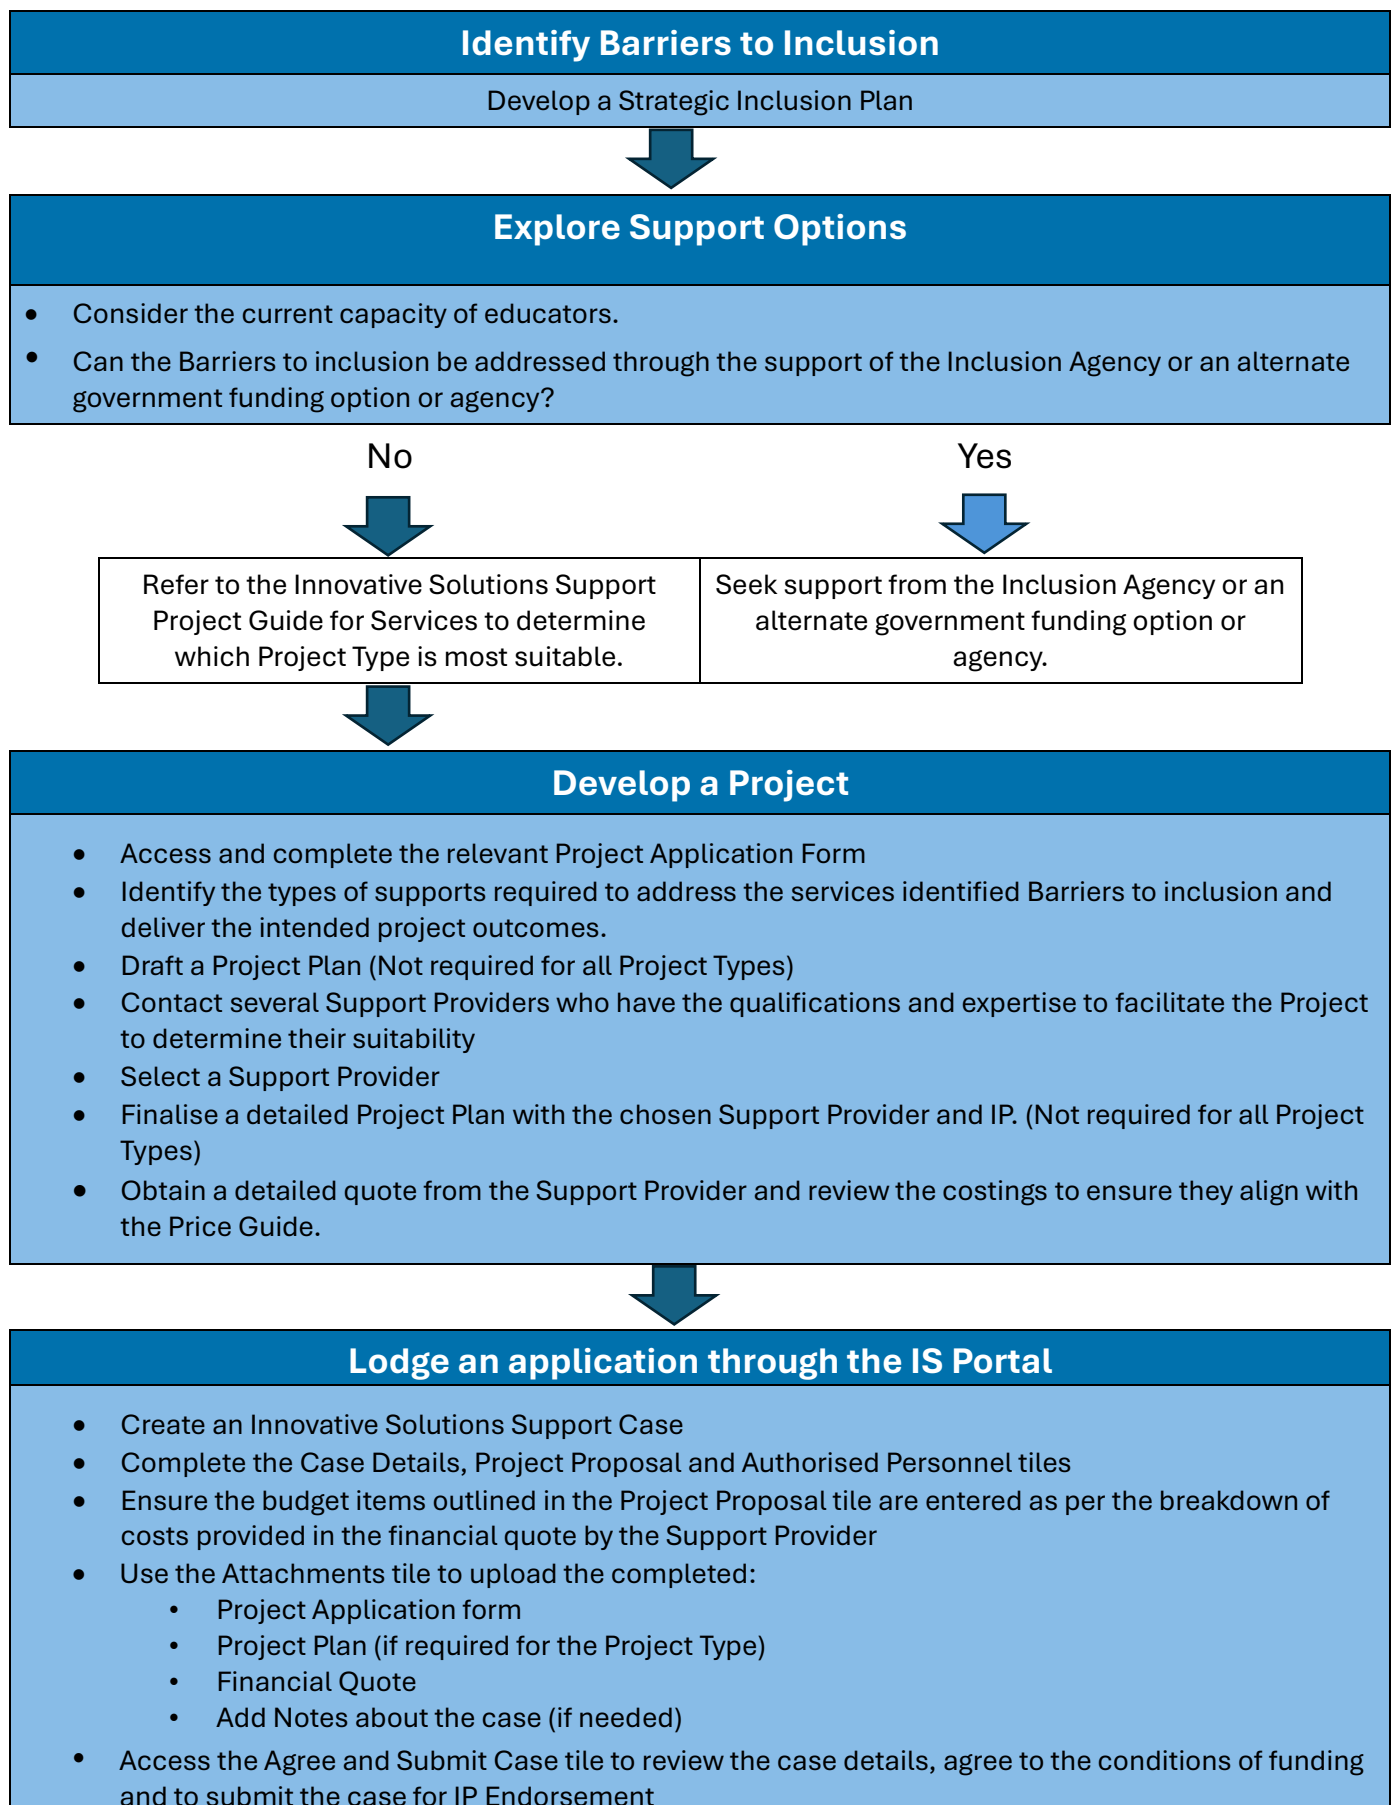 Identify Barriers to Inclusion
Develop a Strategic Inclusion Plan
Explore Support Options
• Consider the current capacity of educators.
• Can the Barriers to inclusion be addressed through the support of the Inclusion Agency or an alternate
government funding option or agency?
No
Yes
Refer to the Innovative Solutions Support
Project Guide for Services to determine
which Project Type is most suitable.
Seek support from the Inclusion Agency or an
alternate government funding option or
agency.
Develop a Project
• Access and complete the relevant Project Application Form
• Identify the types of supports required to address the services identified Barriers to inclusion and
deliver the intended project outcomes.
• Draft a Project Plan (Not required for all Project Types)
• Contact several Support Providers who have the qualifications and expertise to facilitate the Project
to determine their suitability
• Select a Support Provider
• Finalise a detailed Project Plan with the chosen Support Provider and IP. (Not required for all Project
Types)
• Obtain a detailed quote from the Support Provider and review the costings to ensure they align with
the Price Guide.
Lodge an application through the IS Portal
• Create an Innovative Solutions Support Case
• Complete the Case Details, Project Proposal and Authorised Personnel tiles
• Ensure the budget items outlined in the Project Proposal tile are entered as per the breakdown of
costs provided in the financial quote by the Support Provider
• Use the Attachments tile to upload the completed:
• Project Application form
• Project Plan (if required for the Project Type)
• Financial Quote
• Add Notes about the case (if needed)
• Access the Agree and Submit Case tile to review the case details, agree to the conditions of funding
and to submit the case for IP Endorsement